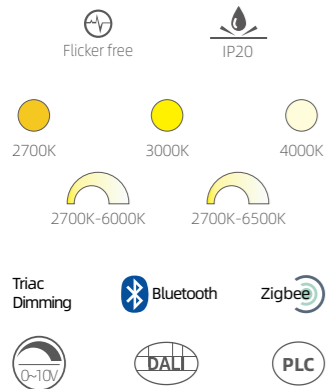 Flicker free
IP20
2700K
3000K
4000K
2700K-6000K
2700K-6500K
Triac
Dimming
Bluetooth
Zigbee
0~10V
DALI
PLC